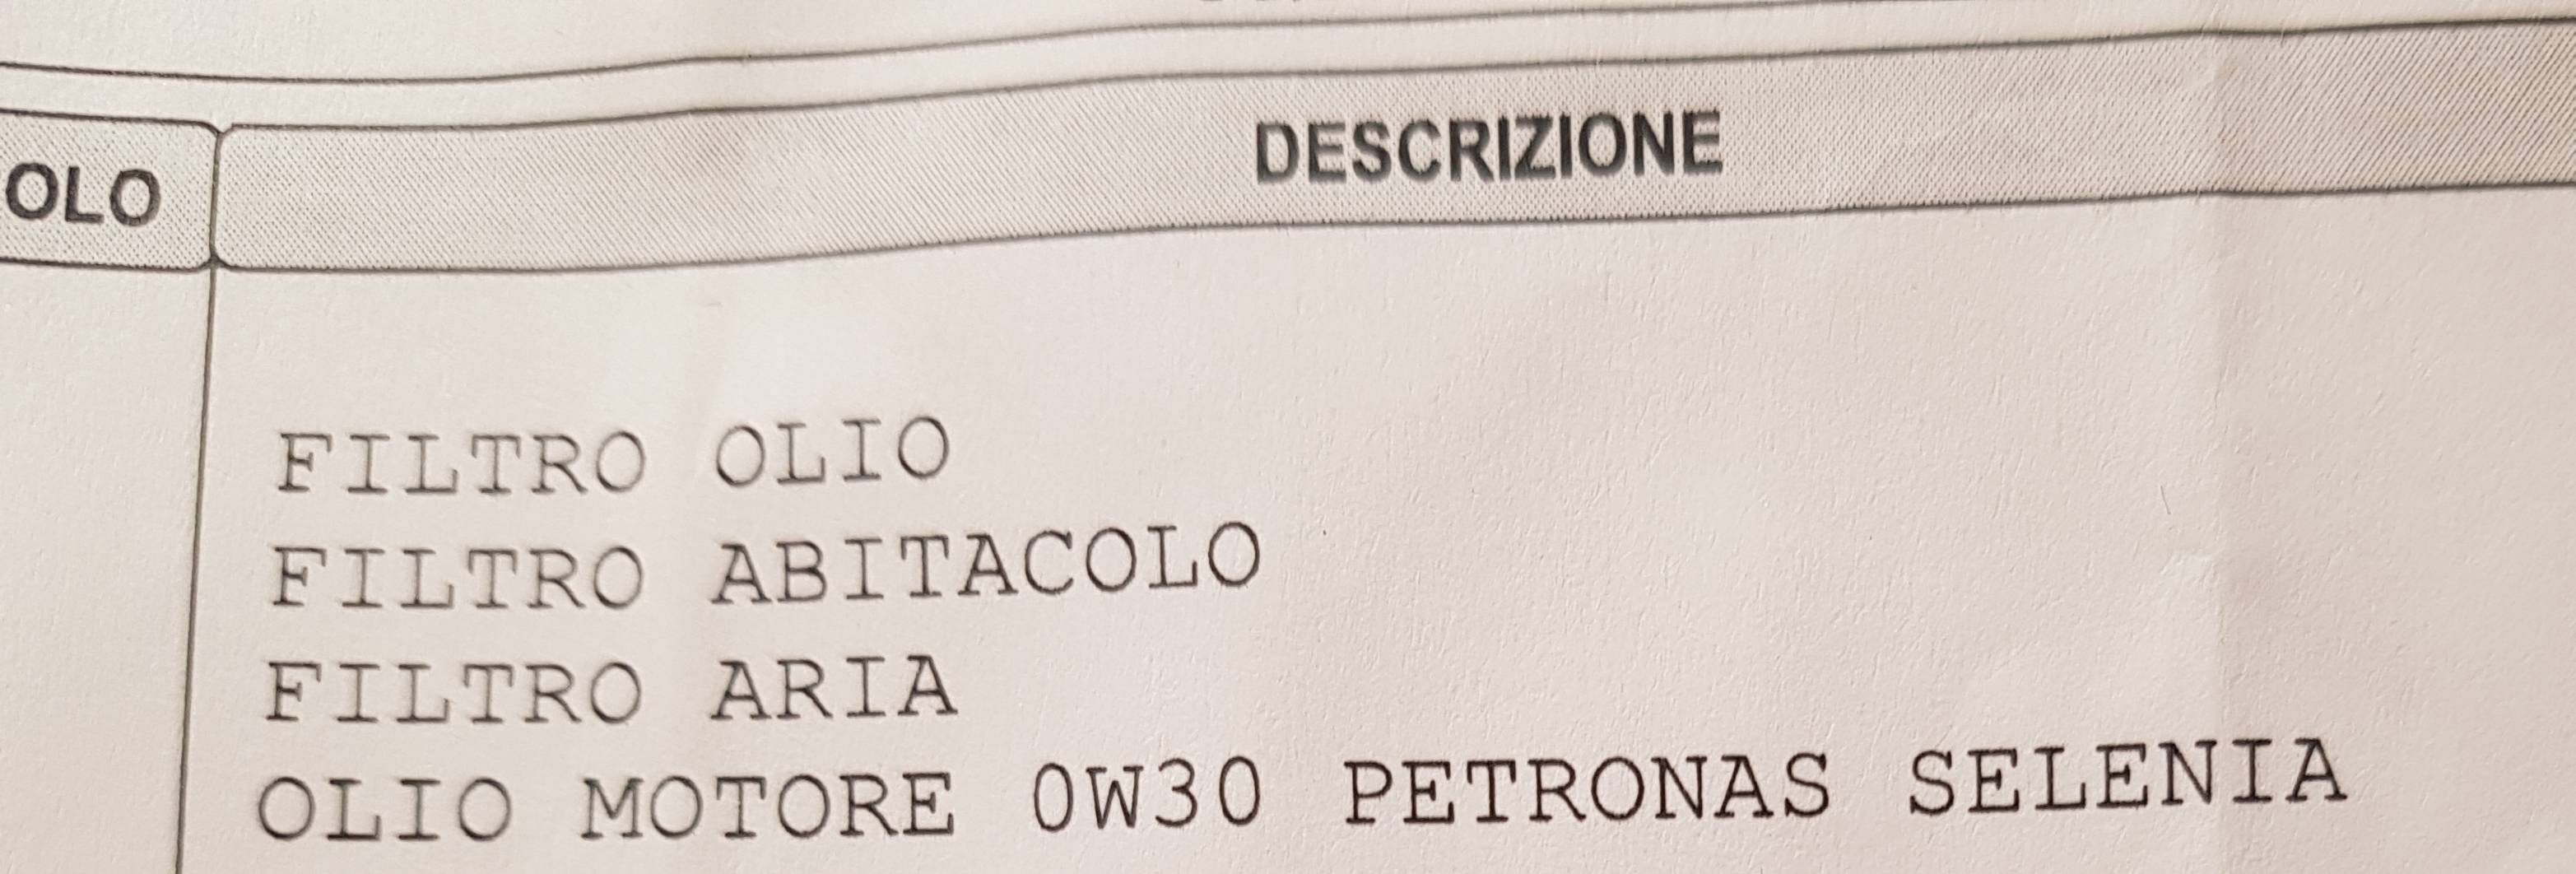 OLO DESCRIZIONE
FILTRO OLIO
FILTRO ABITACOLO
FILTRO ARIA
OLIO MOTORE 0W30 PETRONAS SELENIA